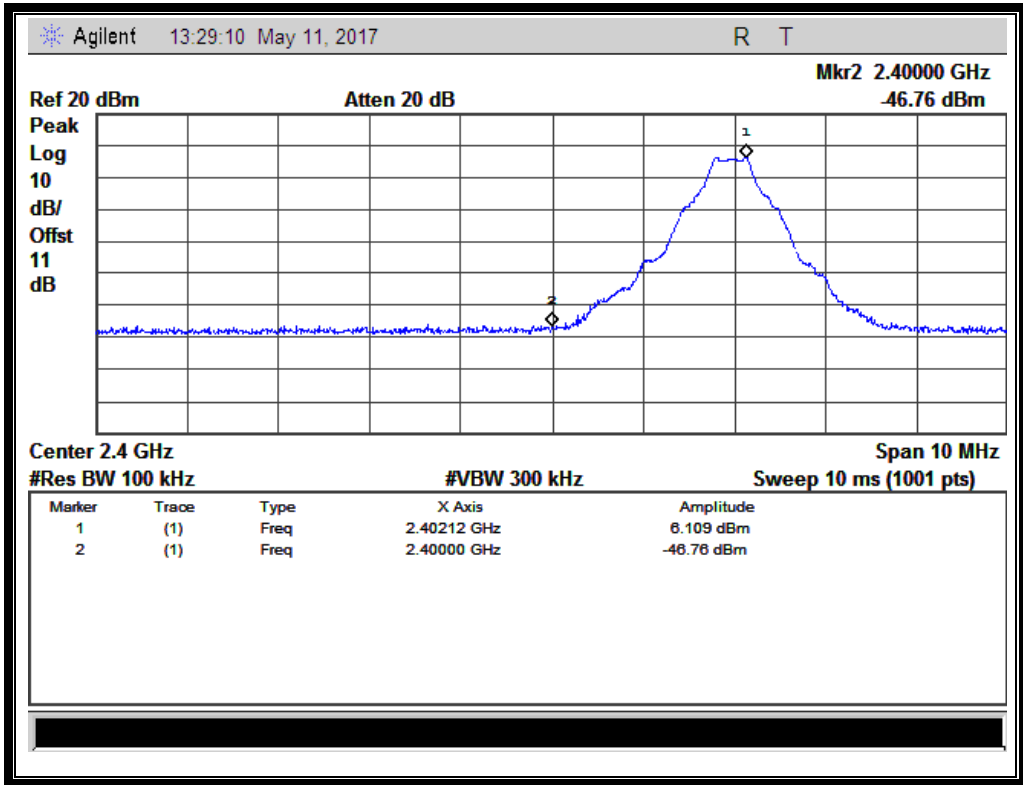 Agilent 13:29:10 May 11, 2017 R T
Mkr2 2.40000 GHz
Ref 20 dBm Atten 20 dB -46.76 dBm
Peak
Log
10
dB/
Offst
11
dB
1
2
Center 2.4 GHz Span 10 MHz
#Res BW 100 kHz #VBW 300 kHz Sweep 10 ms (1001 pts)
Marker Trace Type X Axis Amplitude
1 (1) Freq 2.40212 GHz 6.109 dBm
2 (1) Freq 2.40000 GHz -46.76 dBm